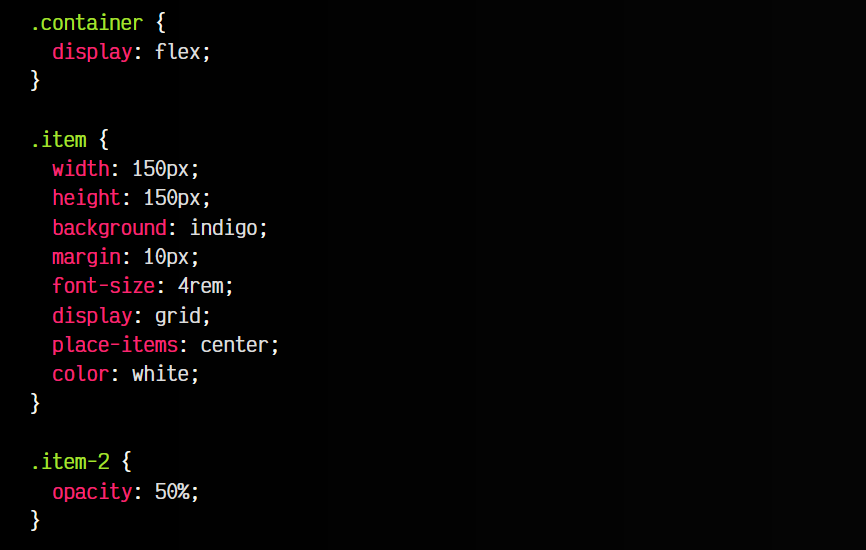 .container {
  display: flex;
}

.item {
  width: 150px;
  height: 150px;
  background: indigo;
  margin: 10px;
  font-size: 4rem;
  display: grid;
  place-items: center;
  color: white;
}

.item-2 {
  opacity: 50%;
}